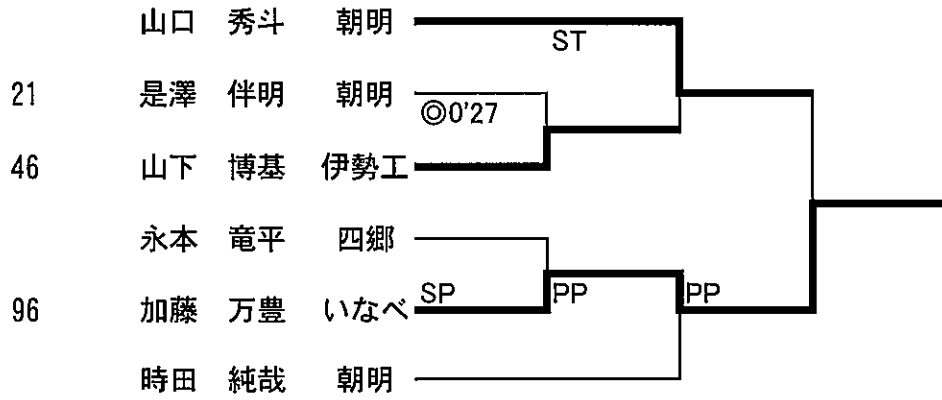 山口 秀斗 朝明
ST
21 是澤 伴明 朝明
◎0'27
46 山下 博基 伊勢工
永本 竜平 四郷
SP PP PP
96 加藤 万豊 いなべ
時田 純哉 朝明